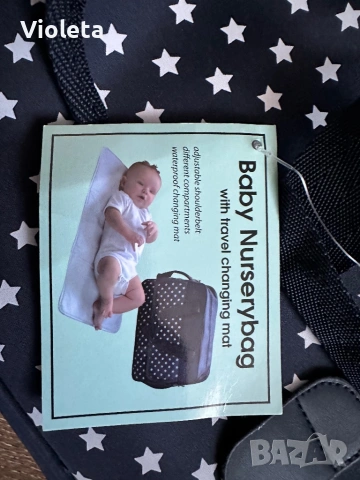 Violeta
Baby Nurserybag
with travel changing mat
adjustable shoulderbelt
different compartments
waterproof changing mat
BAZAR